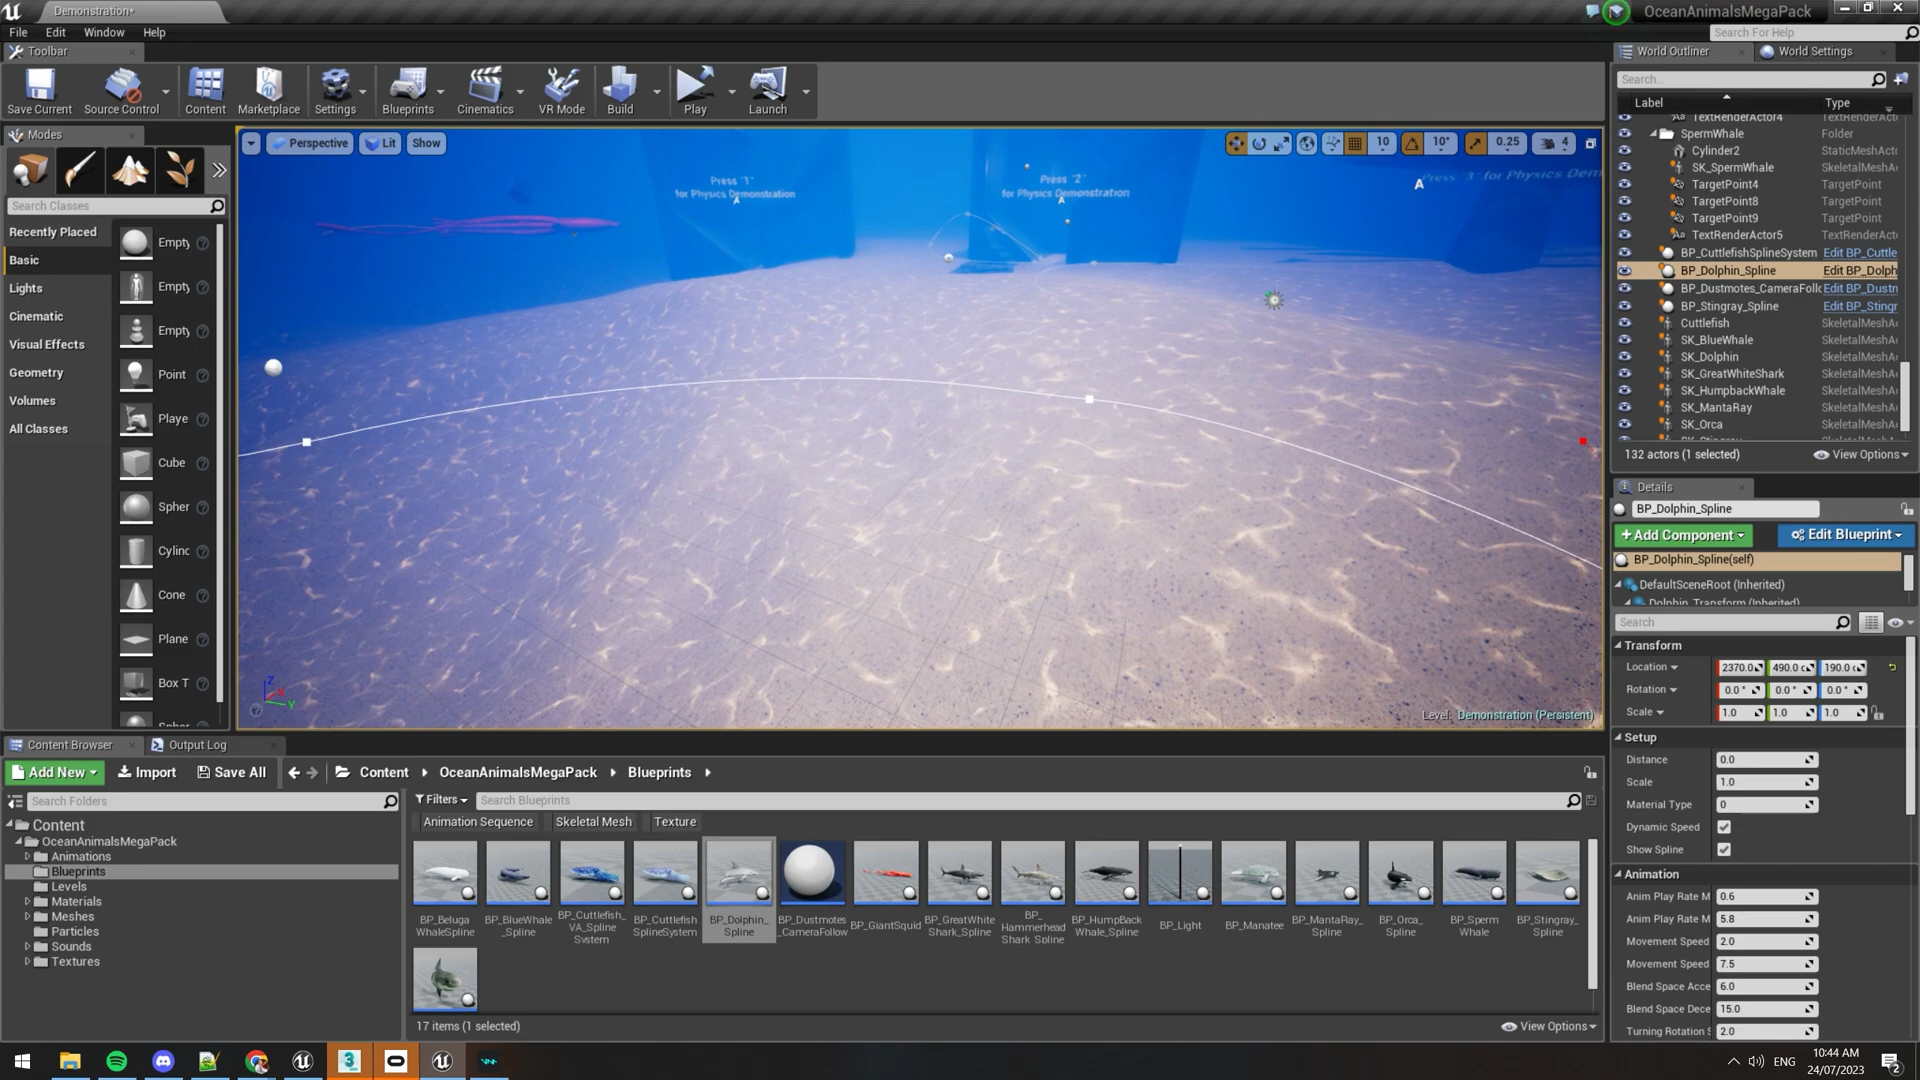 Demonstration*
OceanAnimalsMegaPack
File Edit Window Help
Search For Help
Toolbar
World Outliner
World Settings
Save Current
Source Control
Content
Marketplace
Settings
Blueprints
Cinematics
VR Mode
Build
Play
Launch
Search...
Label
Type
TextRenderActor4
SpermWhale Folder
Cylinder2 StaticMeshActo
SK_SpermWhale
TargetPoint4 TargetPoint
TargetPoint8 TargetPoint
TargetPoint9 TargetPoint
TextRenderActor5
BP_CuttlefishSplineSystem Edit BP_Cuttle
BP_Dolphin_Spline Edit BP_Dolph
BP_Dustmotes_CameraFollo Edit BP_Dustn
BP_Stingray_Spline Edit BP_Stingr
Cuttlefish
SK_BlueWhale
SK_Dolphin
SK_GreatWhiteShark
SK_HumpbackWhale
SK_MantaRay
SK_Orca
132 actors (1 selected)
View Options
Modes
Search Classes
Recently Placed
Basic
Lights
Cinematic
Visual Effects
Geometry
Volumes
All Classes
Empty
Empty
Empty
Point
Playe
Cube
Spher
Cylinc
Cone
Plane
Box T
Perspective
Lit
Show
10
10°
0.25
4
Press "1"
for Physics Demonstration
Press "2"
for Physics Demonstration
Press "3" for Physics Dem
Level: Demonstration (Persistent)
Details
BP_Dolphin_Spline
Add Component
Edit Blueprint
BP_Dolphin_Spline(self)
DefaultSceneRoot (Inherited)
Dolphin_Transform (Inherited)
Search
Transform
Location 2370.0 490.0 c 190.0 c
Rotation 0.0° 0.0° 0.0°
Scale 1.0 1.0 1.0
Setup
Distance 0.0
Scale 1.0
Material Type 0
Dynamic Speed
Show Spline
Animation
Anim Play Rate M 0.6
Anim Play Rate M 5.8
Movement Speed 2.0
Movement Speed 7.5
Blend Space Acce 6.0
Blend Space Dece 15.0
Turning Rotation S 2.0
Content Browser
Output Log
Add New
Import
Save All
Content
OceanAnimalsMegaPack
Blueprints
Search Folders
Filters
Search Blueprints
Animation Sequence
Skeletal Mesh
Texture
Content
OceanAnimalsMegaPack
Animations
Blueprints
Levels
Materials
Meshes
Particles
Sounds
Textures
BP_Beluga
WhaleSpline
BP_BlueWhale
_Spline
BP_Cuttlefish_
VA_Spline
System
BP_Cuttlefish
SplineSystem
BP_Dolphin_
Spline
BP_Dustmotes
_CameraFollow
BP_GiantSquid
BP_GreatWhite
Shark_Spline
BP_
Hammerhead
Shark_Spline
BP_HumpBack
Whale_Spline
BP_Light
BP_Manatee
BP_MantaRay_
Spline
BP_Orca_
Spline
BP_Sperm
Whale
BP_Stingray_
Spline
17 items (1 selected)
View Options
ENG
10:44 AM
24/07/2023